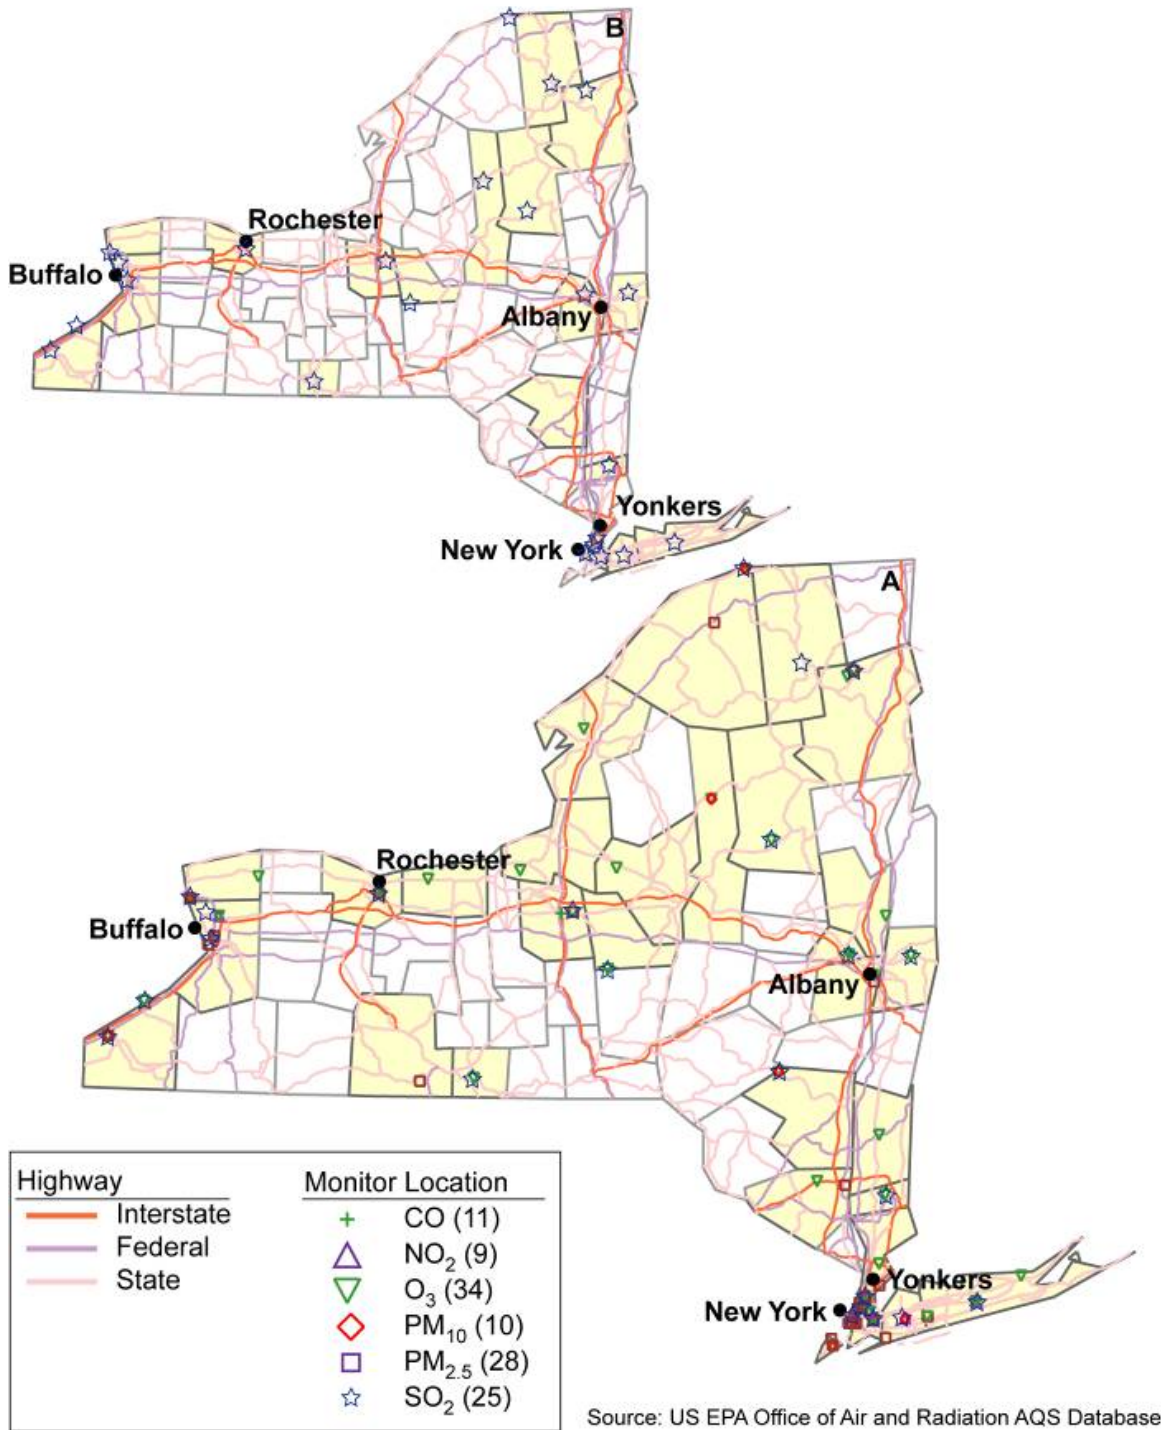 B
Rochester
Buffalo
Albany
Yonkers
New York
A
Rochester
Buffalo
Albany
Yonkers
New York
Highway
Interstate
Federal
State
Monitor Location
CO (11)
NO₂ (9)
O₃ (34)
PM₁₀ (10)
PM₂.₅ (28)
SO₂ (25)
Source: US EPA Office of Air and Radiation AQS Database